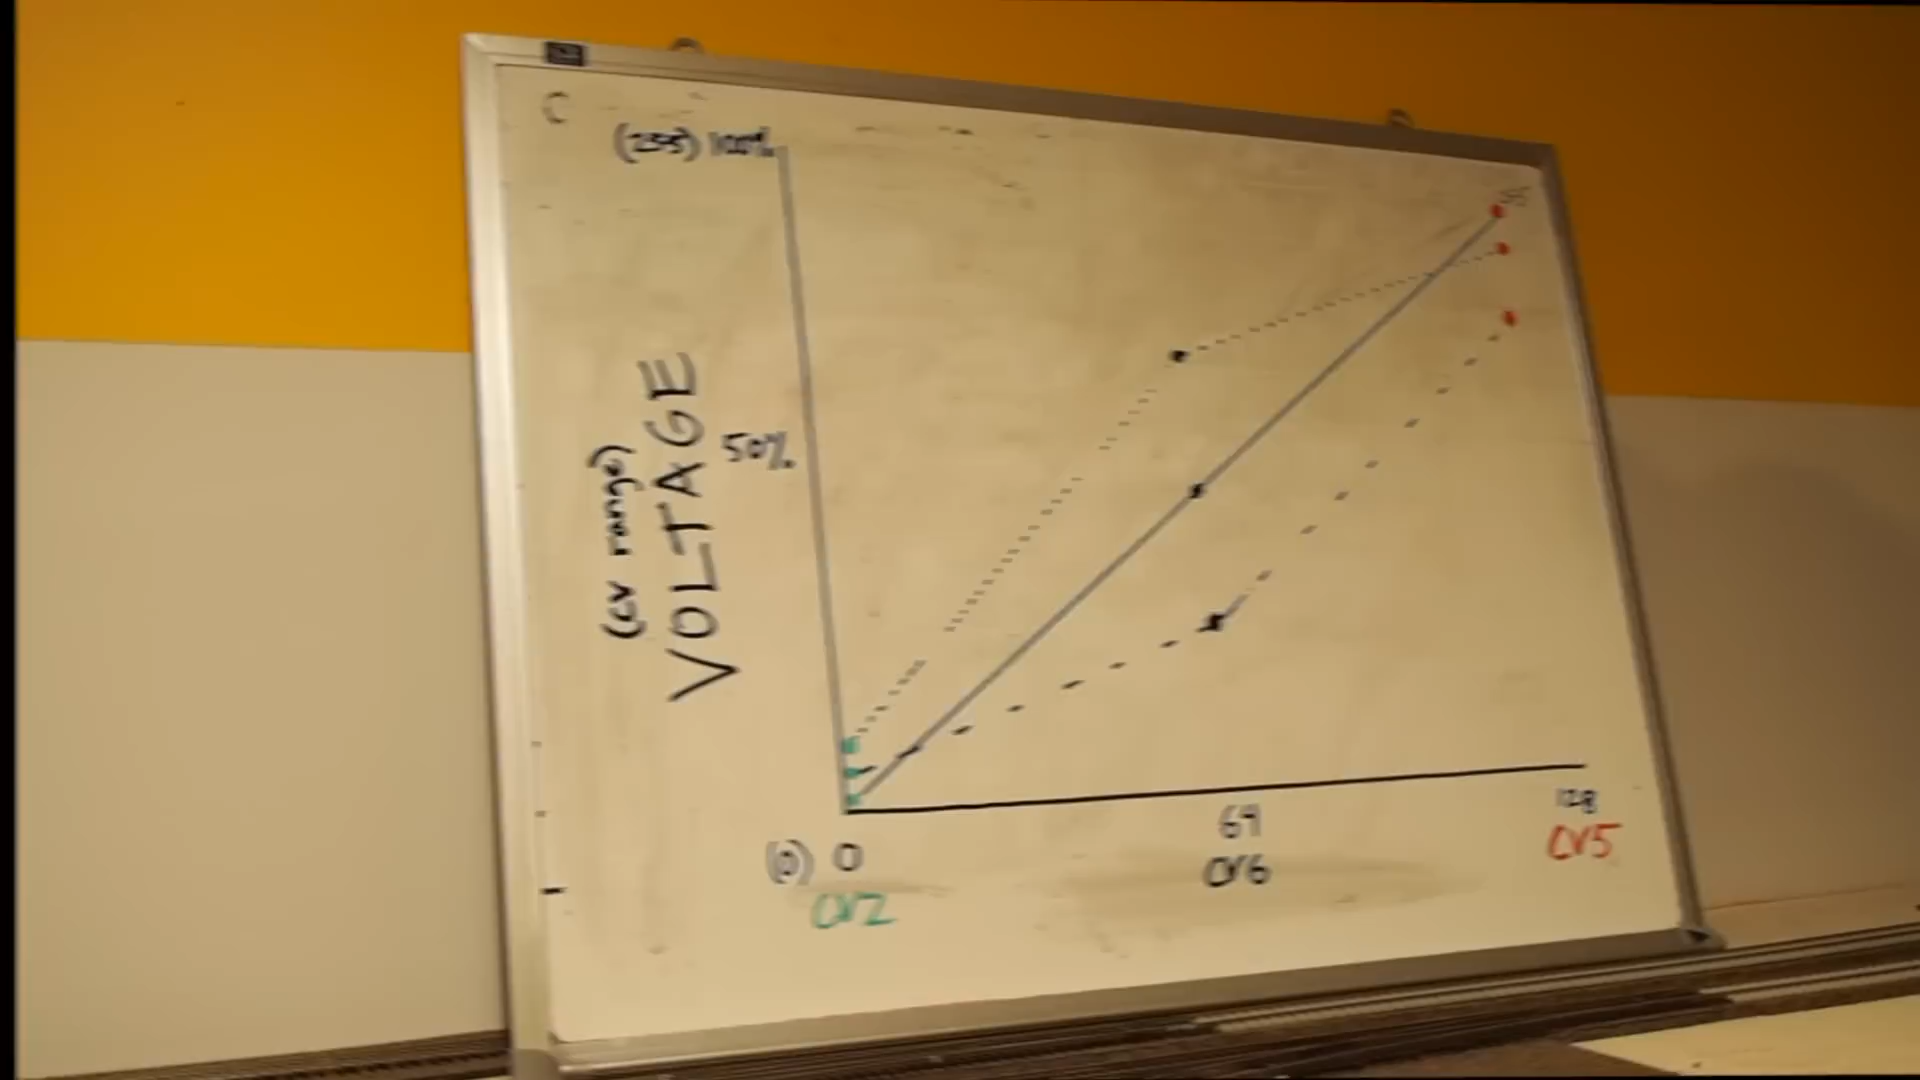 C
(255) 100%
50%
(CV range)
VOLTAGE
64
128
(0) 0
CV6
CV5
CV2